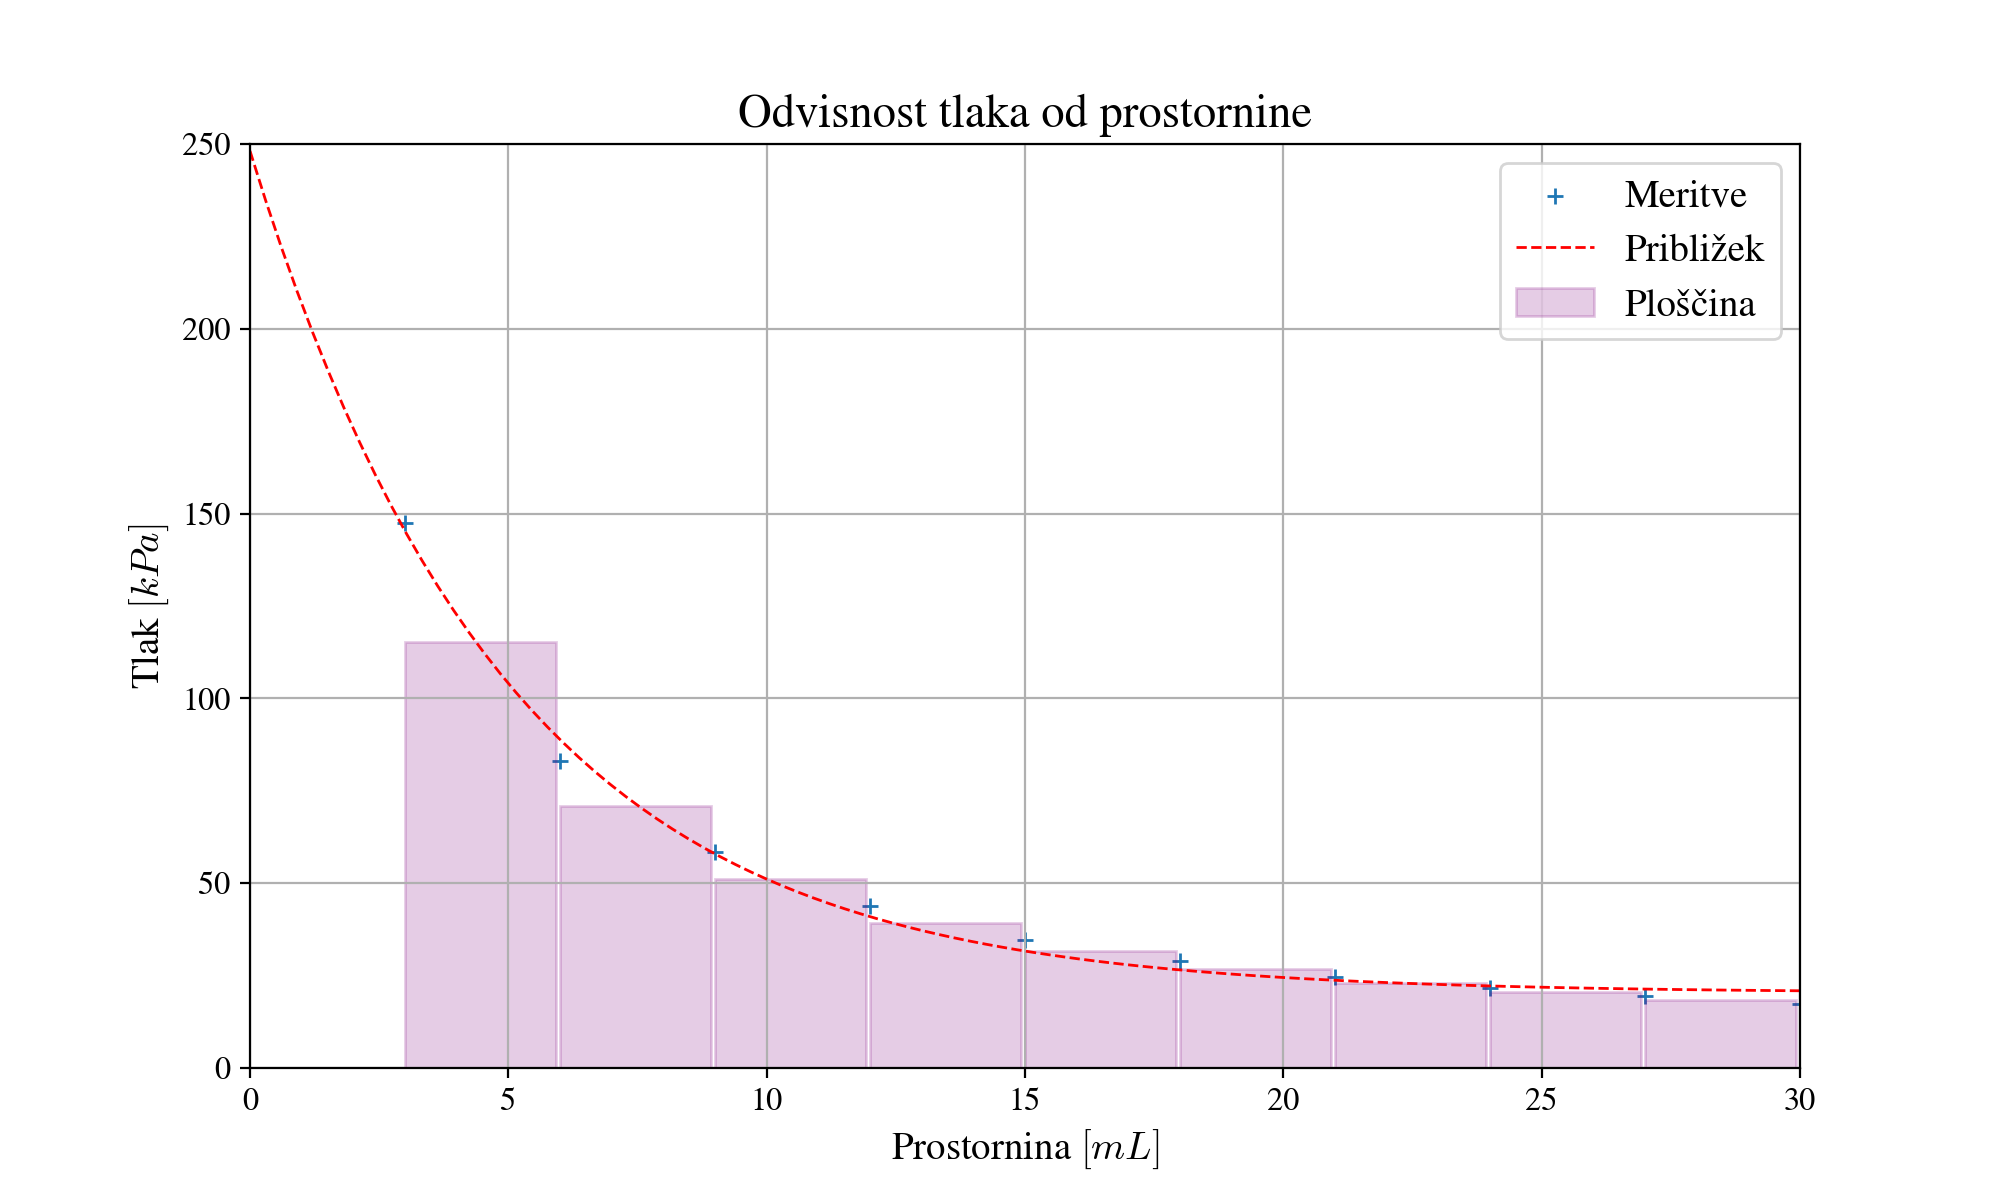 Odvisnost tlaka od prostornine
250
200
150
100
50
0
Tlak [kPa]
Meritve
Približek
Ploščina
0 5 10 15 20 25 30
Prostornina [mL]